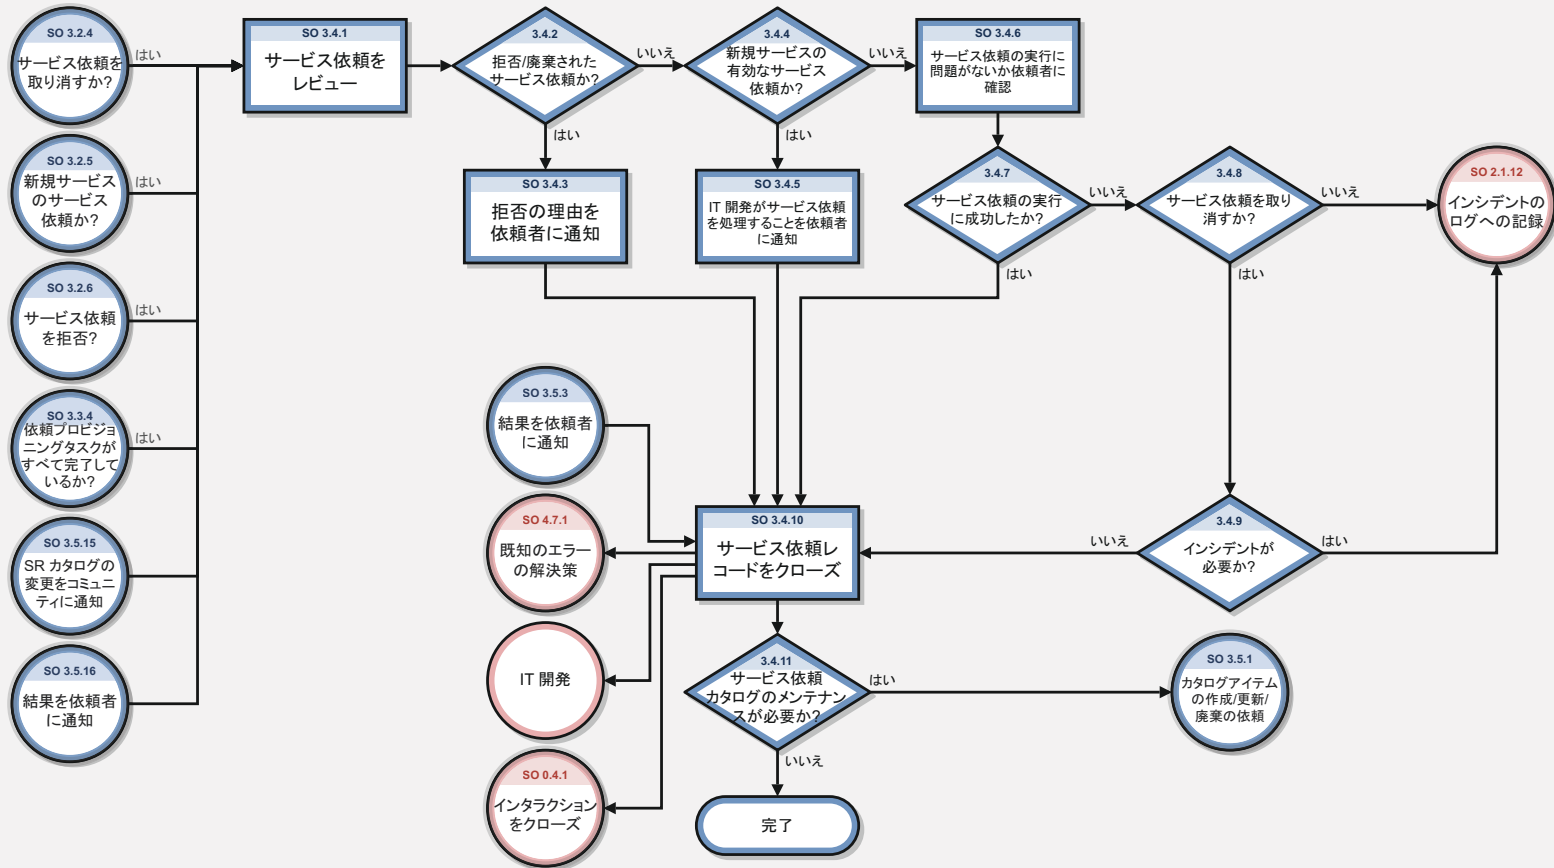 SO 3.2.4
サービス依頼を
取り消すか?
はい
SO 3.2.5
新規サービス
のサービス
依頼か?
はい
SO 3.2.6
サービス依頼
を拒否?
はい
SO 3.3.4
依頼プロビジョ
ニングタスクが
すべて完了して
いるか?
はい
SO 3.5.15
SR カタログの
変更をコミュニ
ティに通知
SO 3.5.16
結果を依頼者
に通知
SO 3.4.1
サービス依頼を
レビュー
3.4.2
拒否/廃棄された
サービス依頼か?
いいえ
はい
SO 3.4.3
拒否の理由を
依頼者に通知
3.4.4
新規サービスの
有効なサービス
依頼か?
いいえ
はい
SO 3.4.5
IT 開発がサービス依頼
を処理することを依頼者
に通知
SO 3.4.6
サービス依頼の実行に
問題がないか依頼者に
確認
3.4.7
サービス依頼の実行
に成功したか?
いいえ
はい
3.4.8
サービス依頼を取り
消すか?
いいえ
はい
SO 2.1.12
インシデントの
ログへの記録
SO 3.5.3
結果を依頼者
に通知
SO 4.7.1
既知のエラー
の解決策
IT 開発
SO 0.4.1
インタラクション
をクローズ
SO 3.4.10
サービス依頼レ
コードをクローズ
いいえ
3.4.9
インシデントが
必要か?
はい
3.4.11
サービス依頼
カタログのメンテナン
スが必要か?
はい
いいえ
SO 3.5.1
カタログアイテム
の作成/更新/
廃棄の依頼
完了